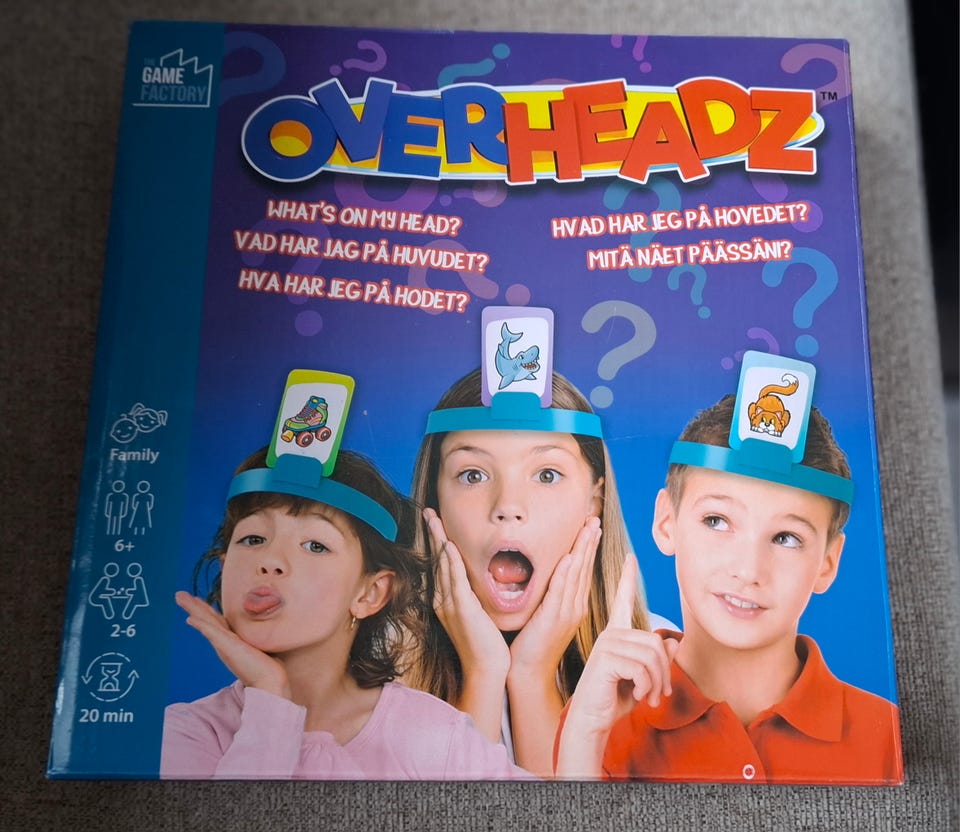 THE
GAME
FACTORY
OVERHEADZ™
WHAT'S ON MY HEAD?
VAD HAR JAG PÅ HUVUDET?
HVA HAR JEG PÅ HODET?
HVAD HAR JEG PÅ HOVEDET?
MITÄ NÄET PÄÄSSÄNI?
Family
6+
2-6
20 min